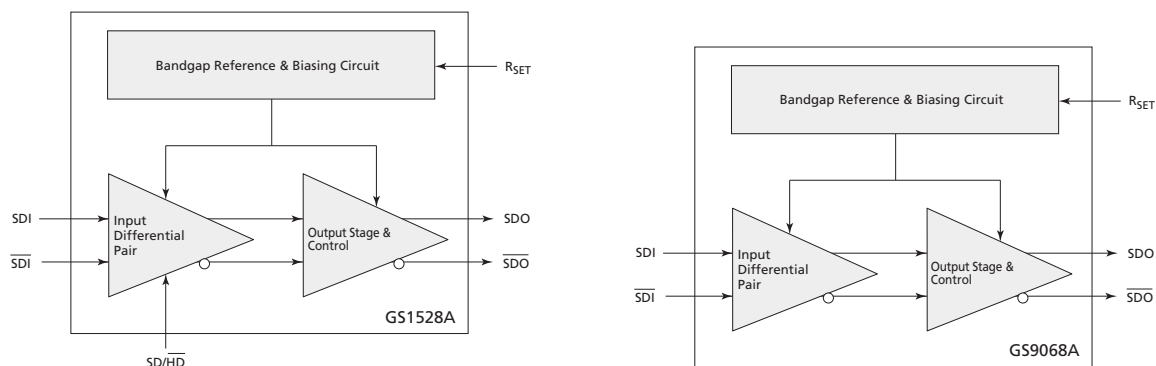 Bandgap Reference & Biasing Circuit
RSET
SDI
SDI
Input
Differential
Pair
Output Stage &
Control
SDO
SDO
GS1528A
SD/HD
Bandgap Reference & Biasing Circuit
RSET
SDI
SDI
Input
Differential
Pair
Output Stage &
Control
SDO
SDO
GS9068A